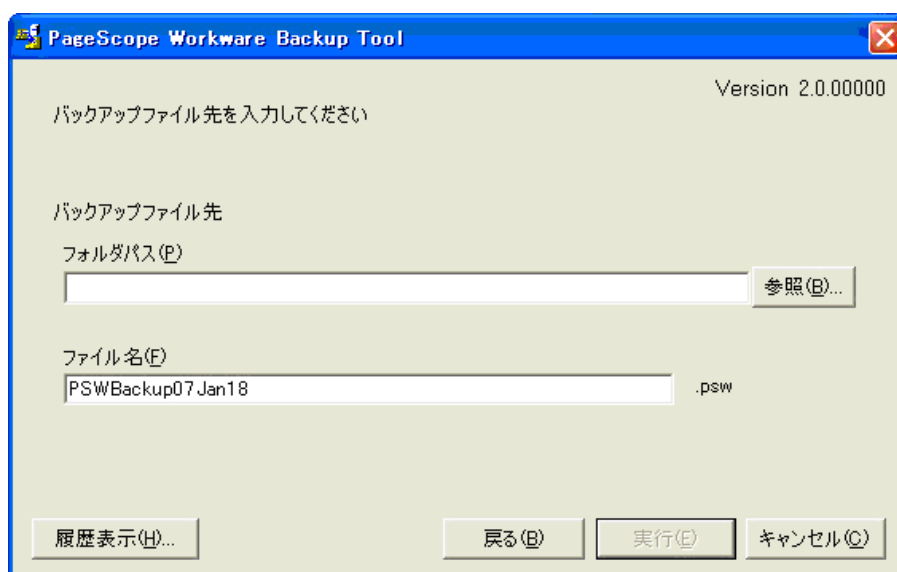 PageScope Workware Backup Tool
Version 2.0.00000
バックアップファイル先を入力してください
バックアップファイル先
フォルダパス(P)
参照(B)...
ファイル名(F)
PSWBackup07Jan18
.psw
履歴表示(H)...
戻る(B)
実行(E)
キャンセル(C)